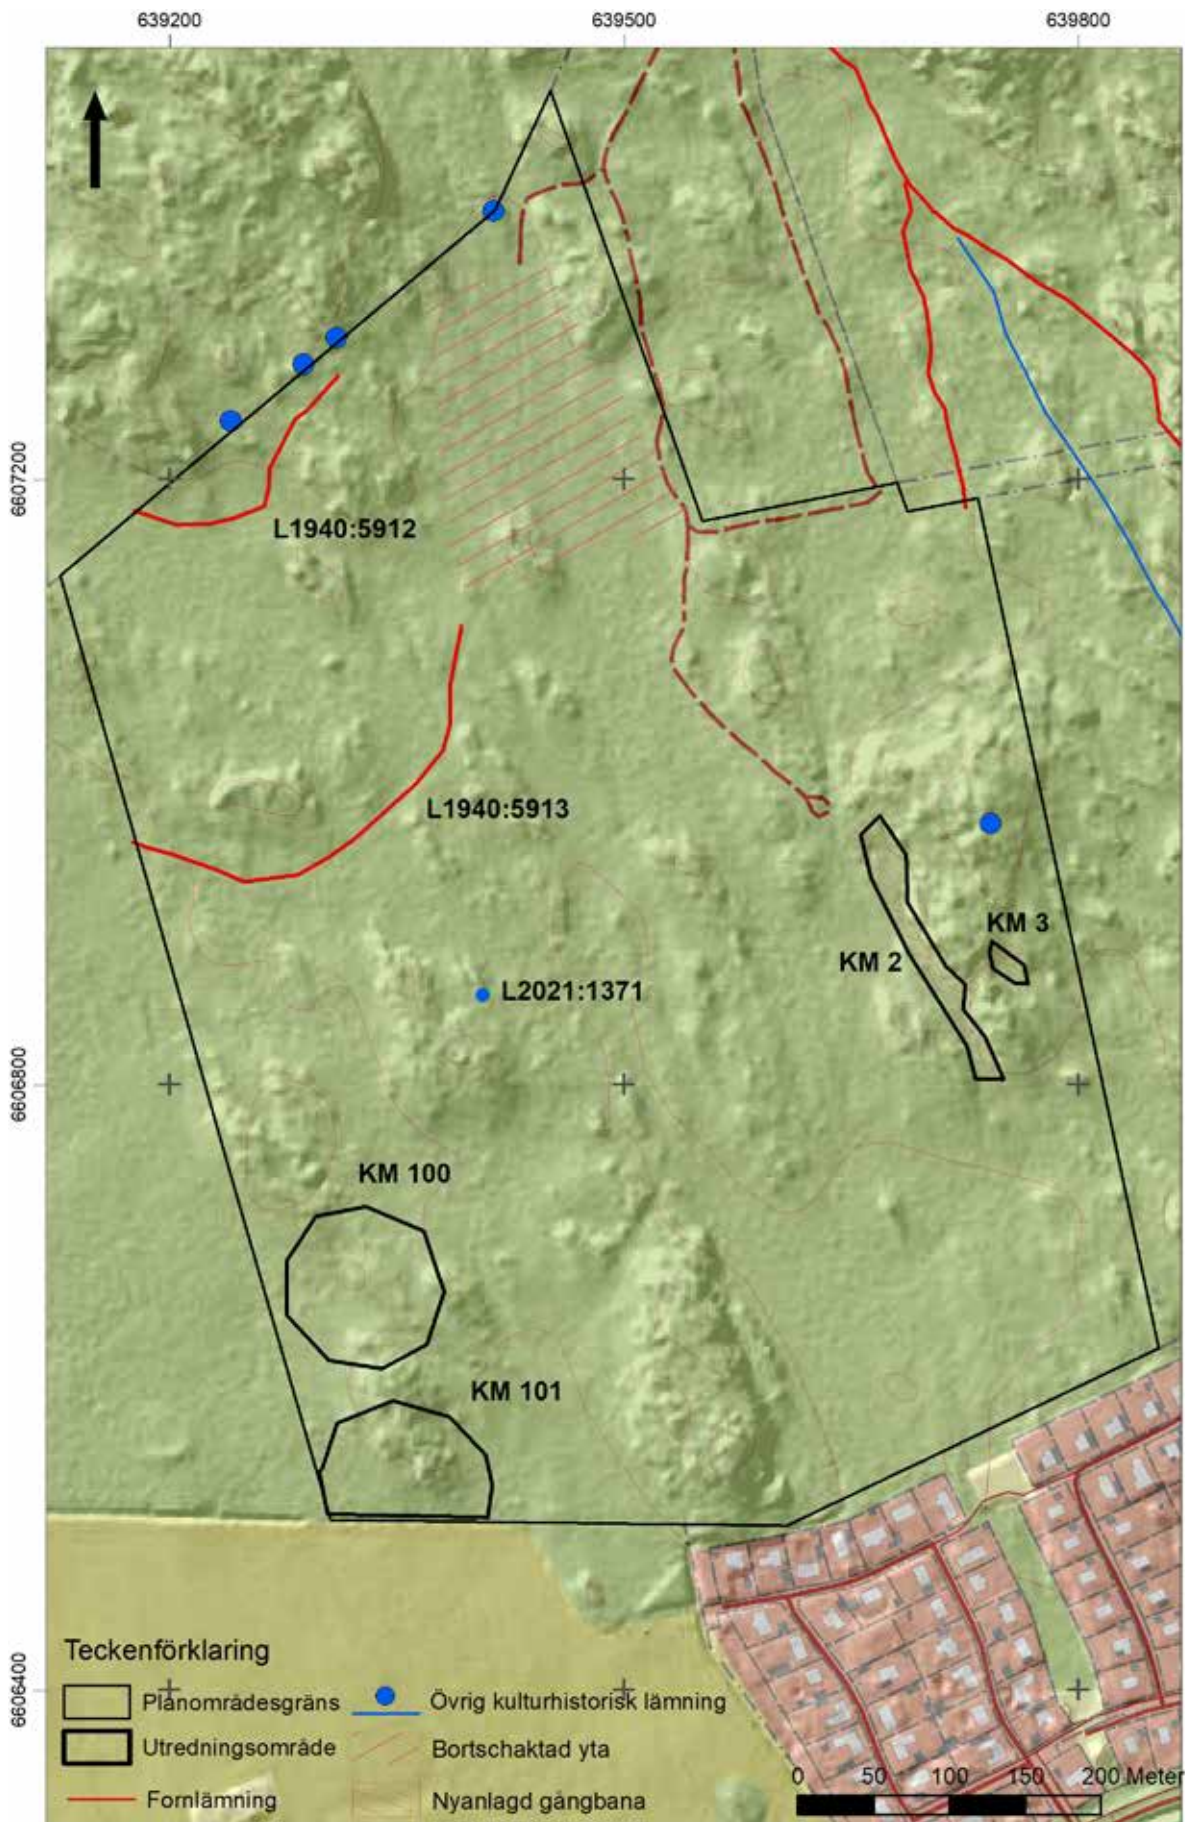 639200
639500
639800
6607200
L1940:5912
L1940:5913
KM 3
KM 2
L2021:1371
6606800
KM 100
KM 101
6606400
Teckenförklaring
Planområdesgräns
Övrig kulturhistorisk lämning
Utredningsområde
Bortschaktad yta
Fornlämning
Nyanlagd gångbana
0 50 100 150 200 Meter